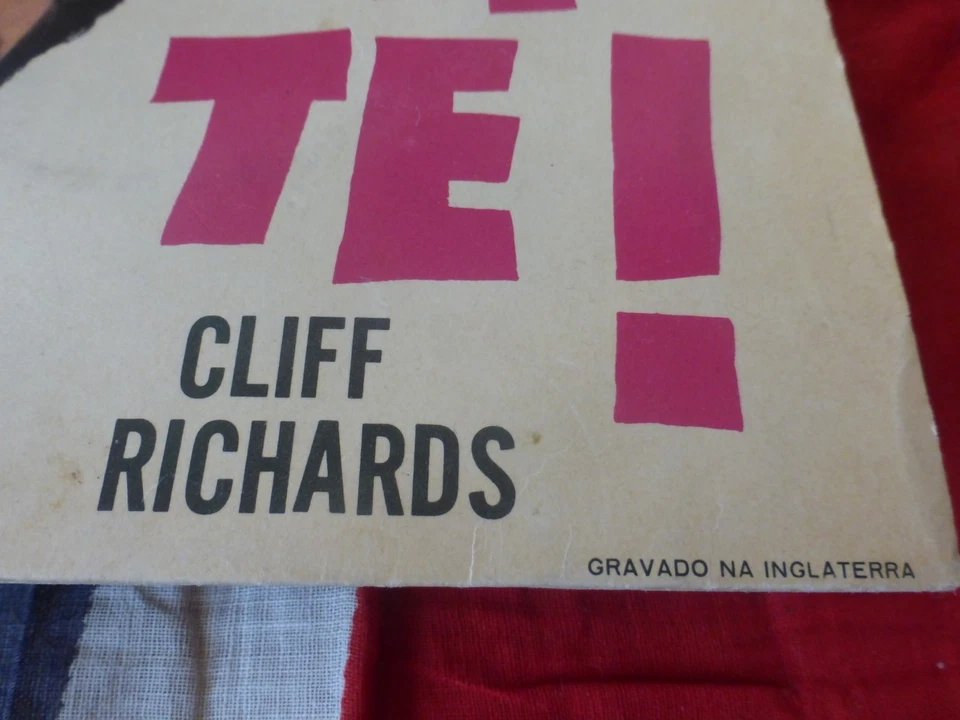 TE!
CLIFF
RICHARDS
GRAVADO NA INGLATERRA